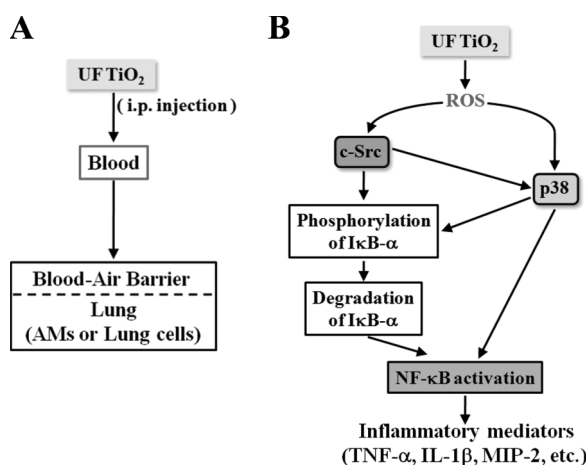 A
UF TiO₂
( i.p. injection)
Blood
Blood-Air Barrier
Lung
(AMs or Lung cells)
B
UF TiO₂
ROS
c-Src
p38
Phosphorylation
of IκB-α
Degradation
of IκB-α
NF-κB activation
Inflammatory mediators
(TNF-α, IL-1β, MIP-2, etc.)